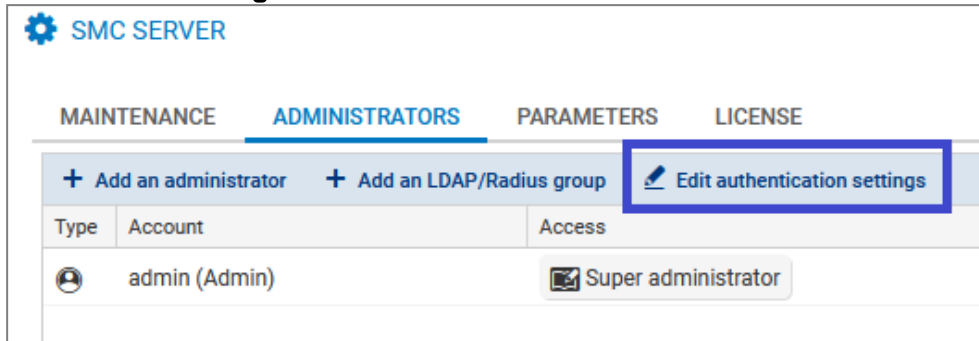 SMC SERVER
MAINTENANCE ADMINISTRATORS PARAMETERS LICENSE
+ Add an administrator + Add an LDAP/Radius group Edit authentication settings
Type Account Access
admin (Admin) Super administrator